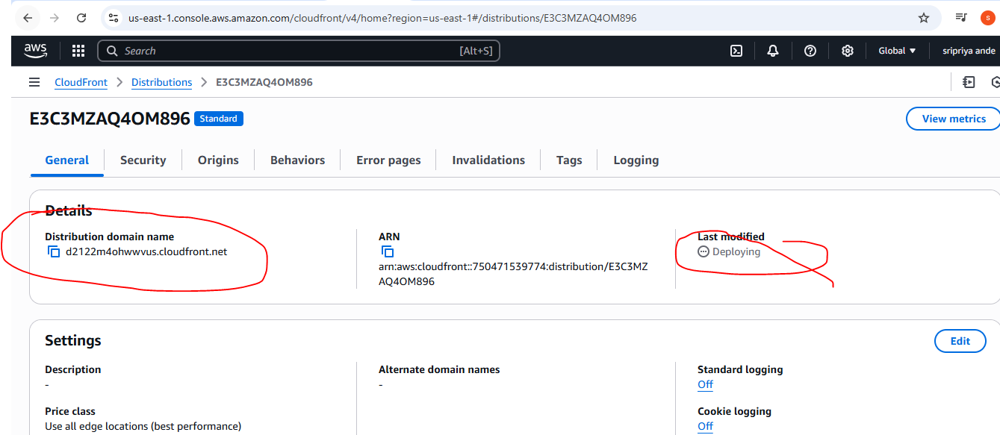 us-east-1.console.aws.amazon.com/cloudfront/v4/home?region=us-east-1#/distributions/E3C3MZAQ4OM896
s
aws
Search
[Alt+S]
Global
sripriya ande
CloudFront
Distributions
E3C3MZAQ4OM896
E3C3MZAQ4OM896 Standard
View metrics
General
Security
Origins
Behaviors
Error pages
Invalidations
Tags
Logging
Details
Distribution domain name
d2122m4ohwwvus.cloudfront.net
ARN
arn:aws:cloudfront::750471539774:distribution/E3C3MZ
AQ4OM896
Last modified
Deploying
Settings
Edit
Description
-
Price class
Use all edge locations (best performance)
Alternate domain names
-
Standard logging
Off
Cookie logging
Off